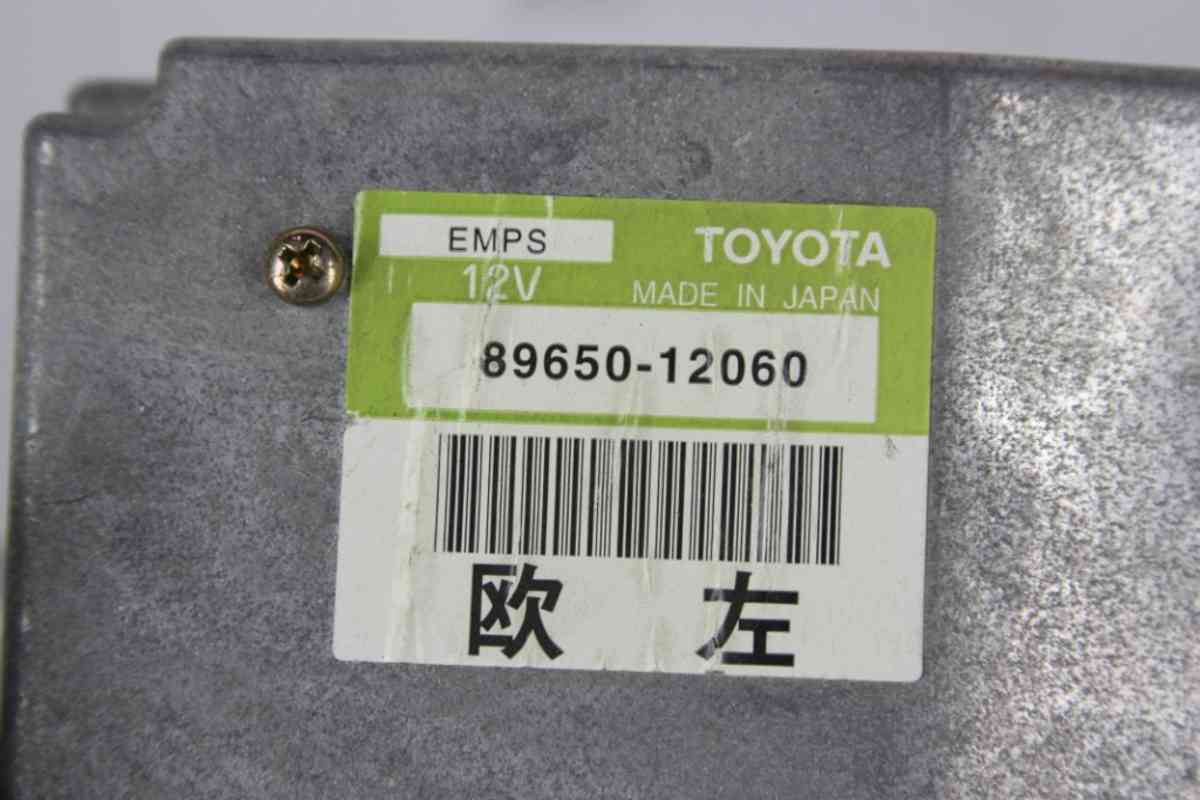 EMPS
TOYOTA
12V
MADE IN JAPAN
89650-12060
欧 左